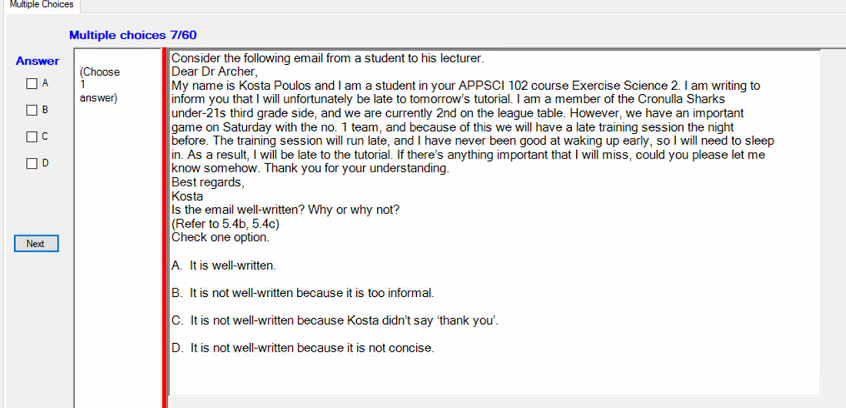 Multiple Choices
Multiple choices 7/60
Answer
A
B
C
D
Next
(Choose
1
answer)
Consider the following email from a student to his lecturer.
Dear Dr Archer,
My name is Kosta Poulos and I am a student in your APPSCI 102 course Exercise Science 2. I am writing to
inform you that I will unfortunately be late to tomorrow's tutorial. I am a member of the Cronulla Sharks
under-21s third grade side, and we are currently 2nd on the league table. However, we have an important
game on Saturday with the no. 1 team, and because of this we will have a late training session the night
before. The training session will run late, and I have never been good at waking up early, so I will need to sleep
in. As a result, I will be late to the tutorial. If there's anything important that I will miss, could you please let me
know somehow. Thank you for your understanding.
Best regards,
Kosta
Is the email well-written? Why or why not?
(Refer to 5.4b, 5.4c)
Check one option.
A. It is well-written.
B. It is not well-written because it is too informal.
C. It is not well-written because Kosta didn't say 'thank you'.
D. It is not well-written because it is not concise.